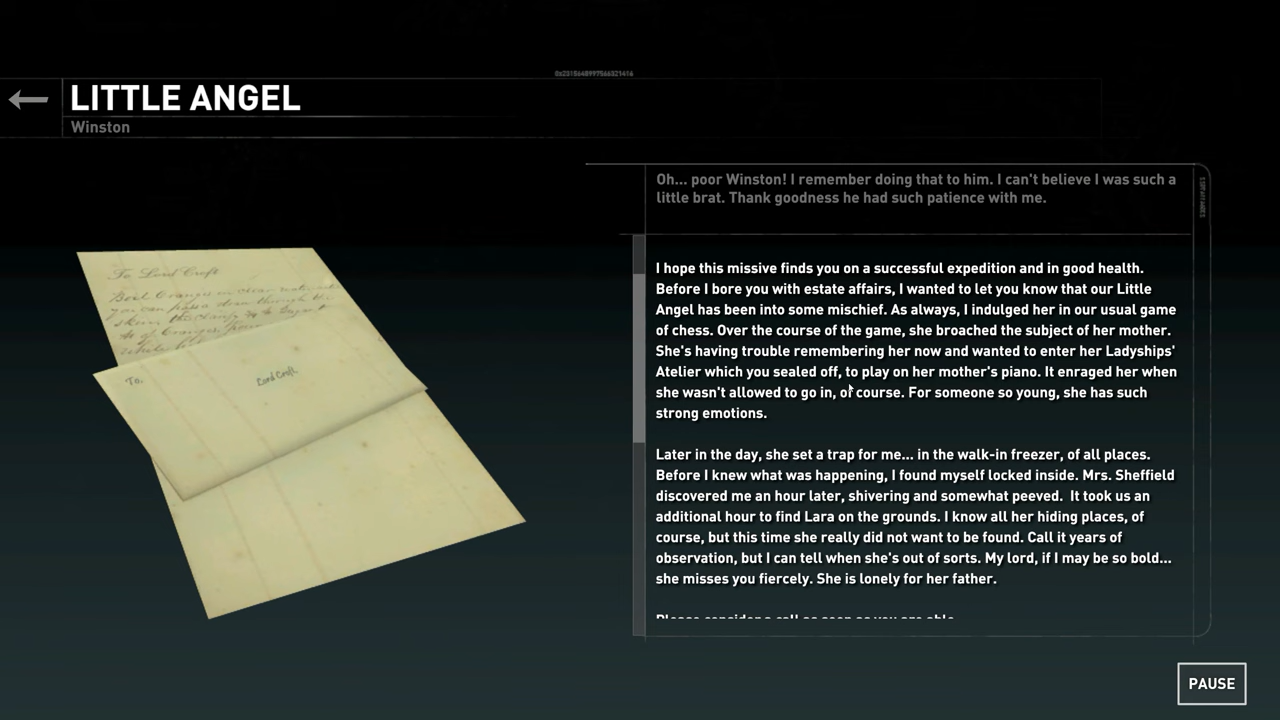 LITTLE ANGEL
Winston
Oh... poor Winston! I remember doing that to him. I can't believe I was such a
little brat. Thank goodness he had such patience with me.
To Lord Croft
To.
Lord Croft
I hope this missive finds you on a successful expedition and in good health.
Before I bore you with estate affairs, I wanted to let you know that our Little
Angel has been into some mischief. As always, I indulged her in our usual game
of chess. Over the course of the game, she broached the subject of her mother.
She's having trouble remembering her now and wanted to enter her Ladyships'
Atelier which you sealed off, to play on her mother's piano. It enraged her when
she wasn't allowed to go in, of course. For someone so young, she has such
strong emotions.
Later in the day, she set a trap for me... in the walk-in freezer, of all places.
Before I knew what was happening, I found myself locked inside. Mrs. Sheffield
discovered me an hour later, shivering and somewhat peeved. It took us an
additional hour to find Lara on the grounds. I know all her hiding places, of
course, but this time she really did not want to be found. Call it years of
observation, but I can tell when she's out of sorts. My lord, if I may be so bold...
she misses you fiercely. She is lonely for her father.
Please consider a call as soon as you are able
PAUSE